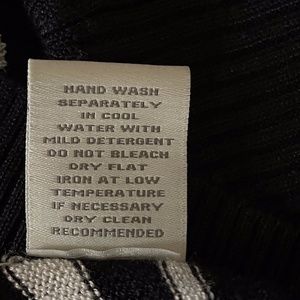 HAND WASH
SEPARATELY
IN COOL
WATER WITH
MILD DETERGENT
DO NOT BLEACH
DRY FLAT
IRON AT LOW
TEMPERATURE
IF NECESSARY
DRY CLEAN
RECOMMENDED